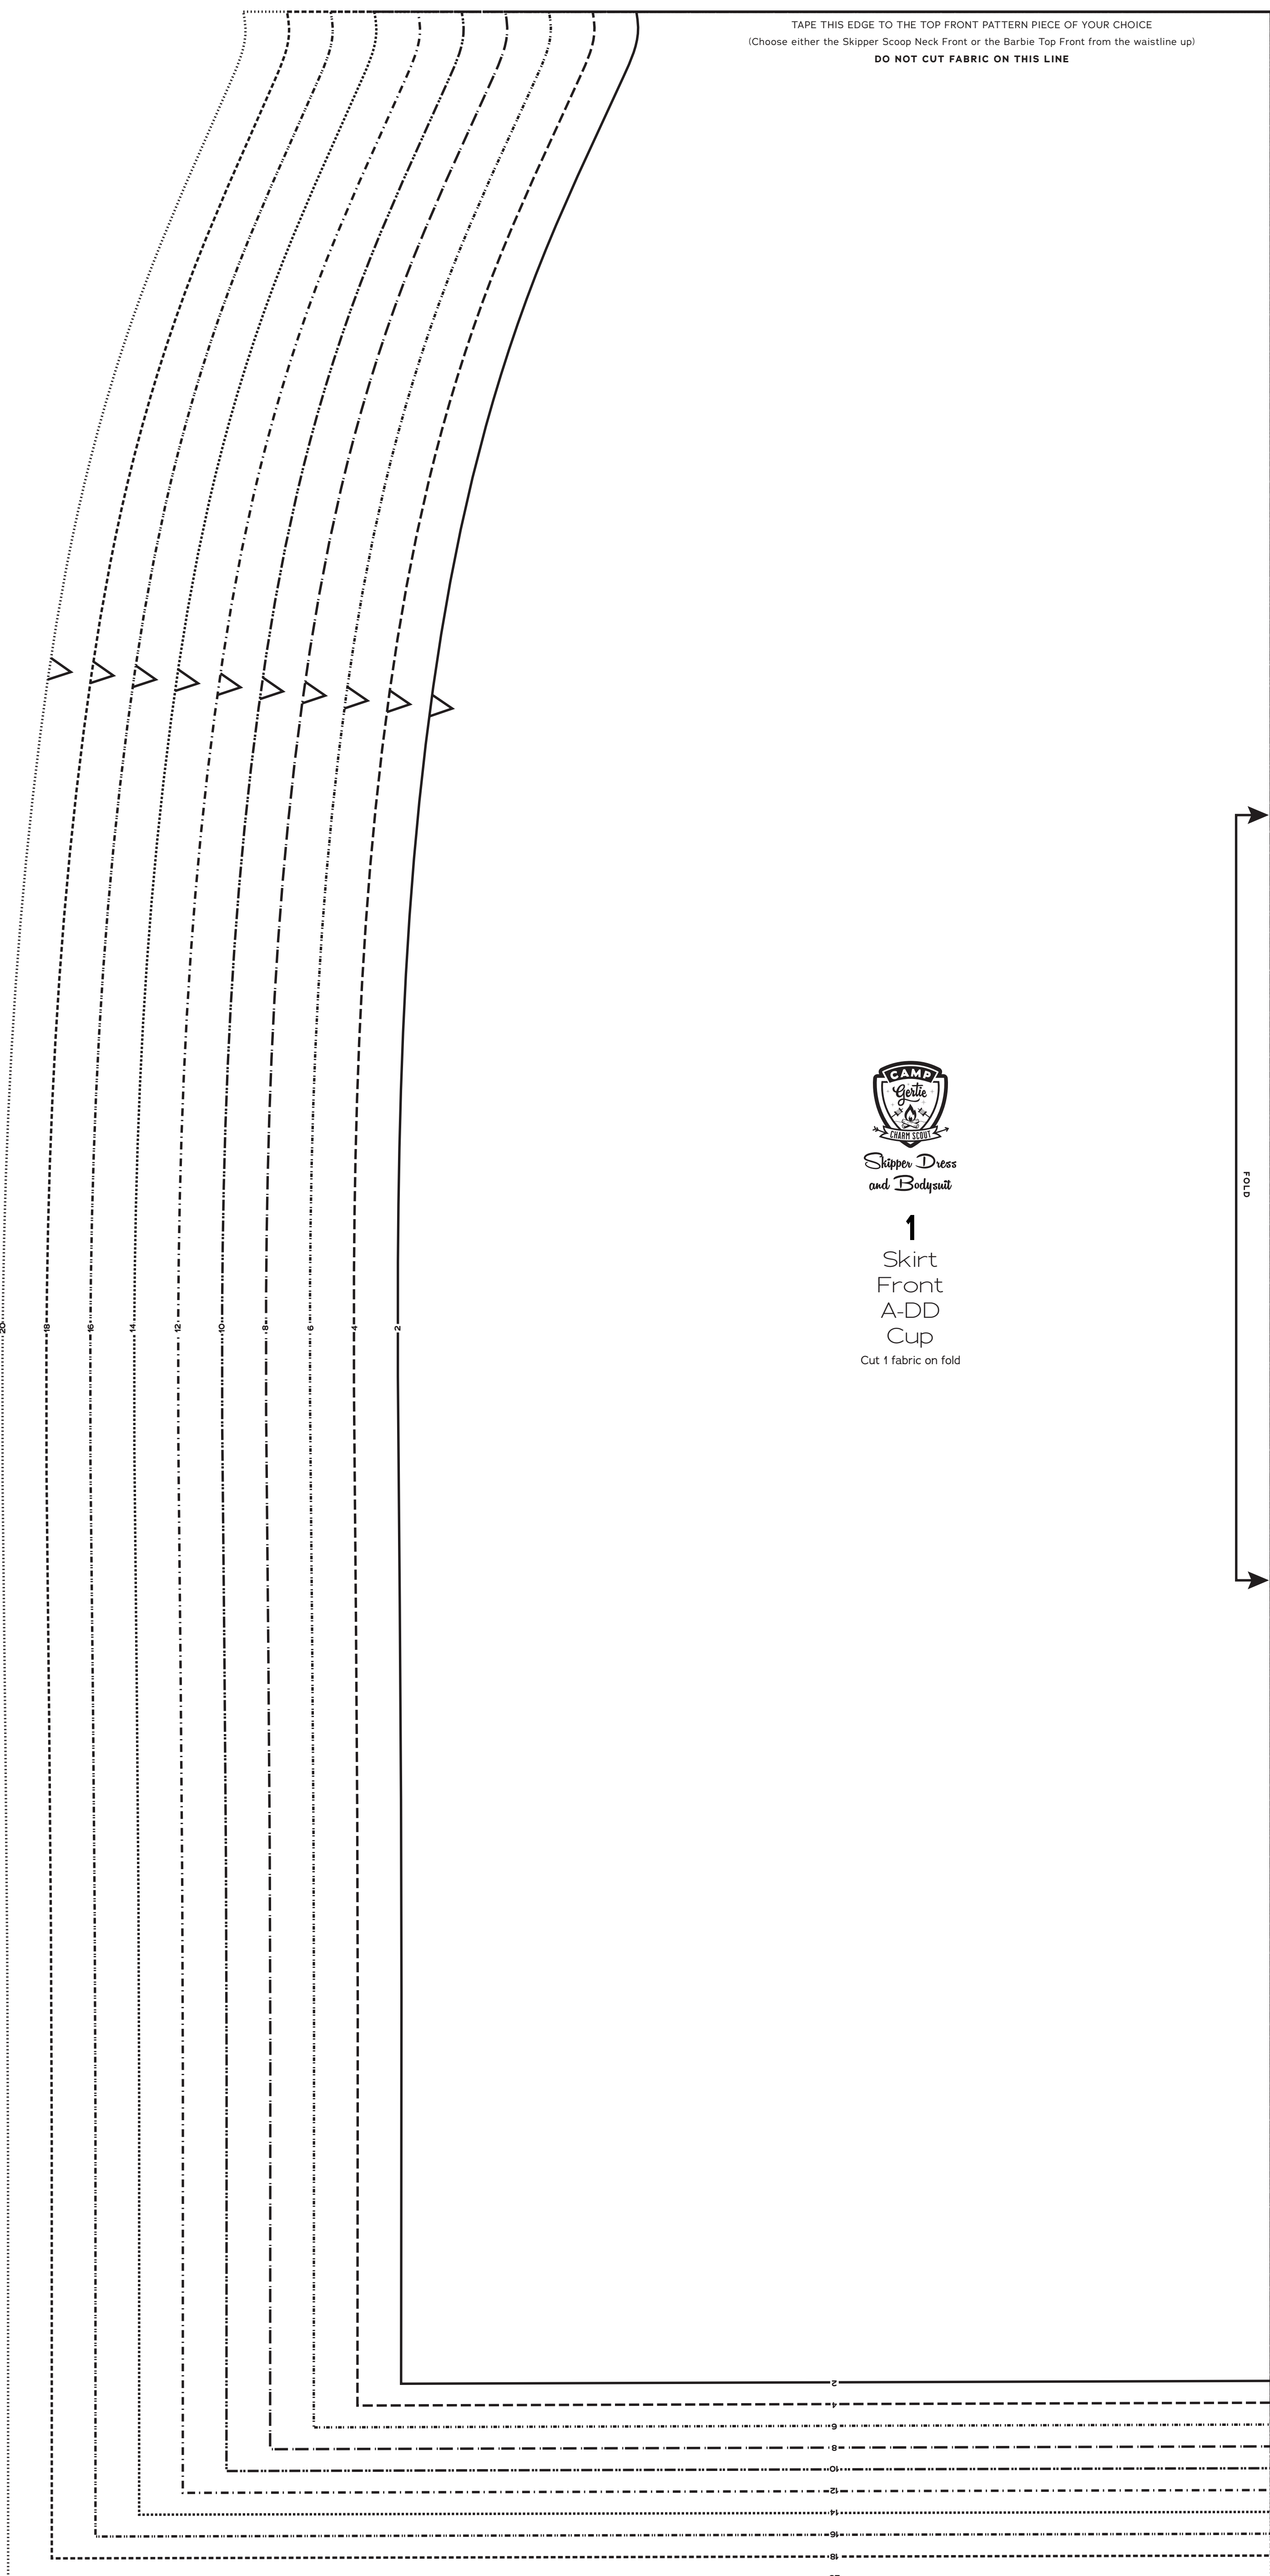 TAPE THIS EDGE TO THE TOP FRONT PATTERN PIECE OF YOUR CHOICE
(Choose either the Skipper Scoop Neck Front or the Barbie Top Front from the waistline up)
DO NOT CUT FABRIC ON THIS LINE
CAMP
Gertie
CHARM SCOUT
Skipper Dress
and Bodysuit
1
Skirt
Front
A-DD
Cup
Cut 1 fabric on fold
FOLD
20 18 16 14 12 10 8 6 4 2
2
4
6
8
10
12
14
16
18